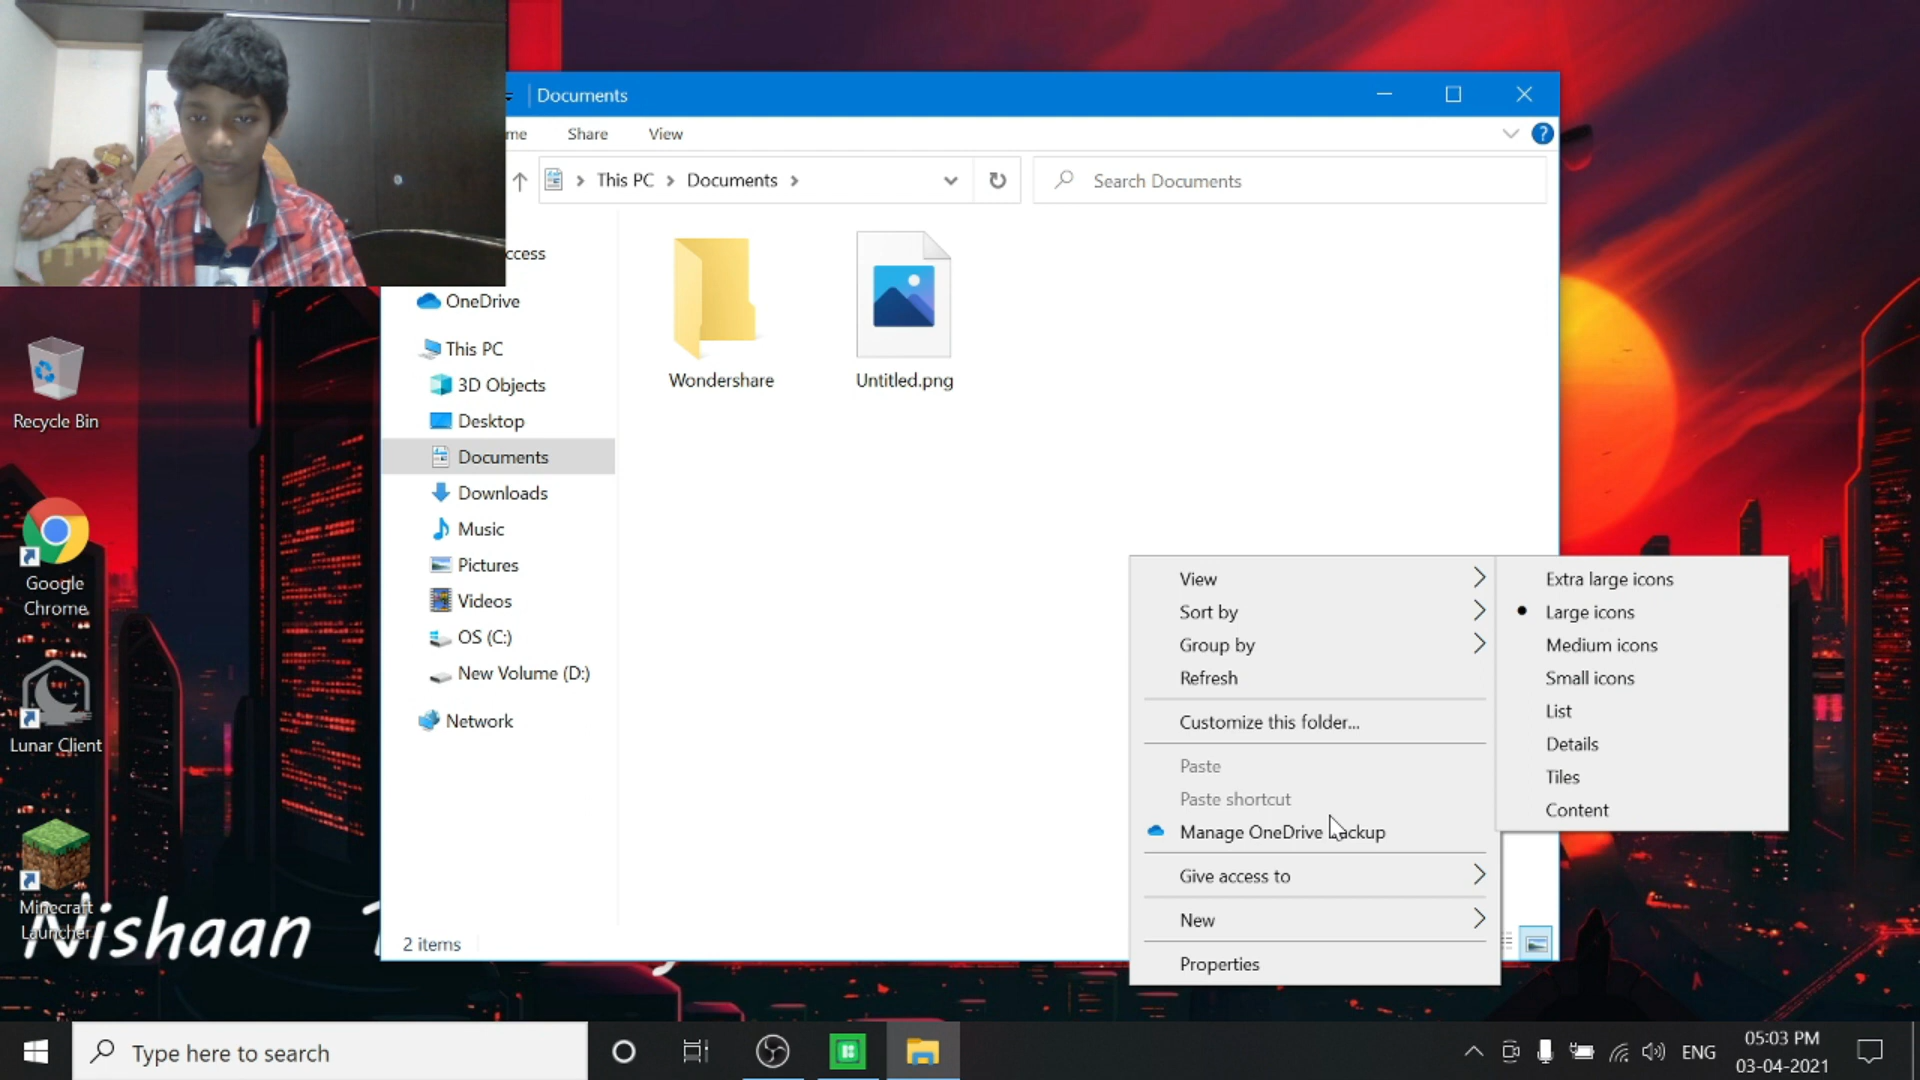 Documents
me Share View
This PC Documents
Search Documents
ccess
OneDrive
This PC
3D Objects
Desktop
Documents
Downloads
Music
Pictures
Videos
OS (C:)
New Volume (D:)
Network
Wondershare
Untitled.png
View
Sort by
Group by
Refresh
Customize this folder...
Paste
Paste shortcut
Manage OneDrive backup
Give access to
New
Properties
Extra large icons
Large icons
Medium icons
Small icons
List
Details
Tiles
Content
2 items
Recycle Bin
Google
Chrome
Lunar Client
Minecraft
Launcher
Nishaan
Type here to search
ENG
05:03 PM
03-04-2021